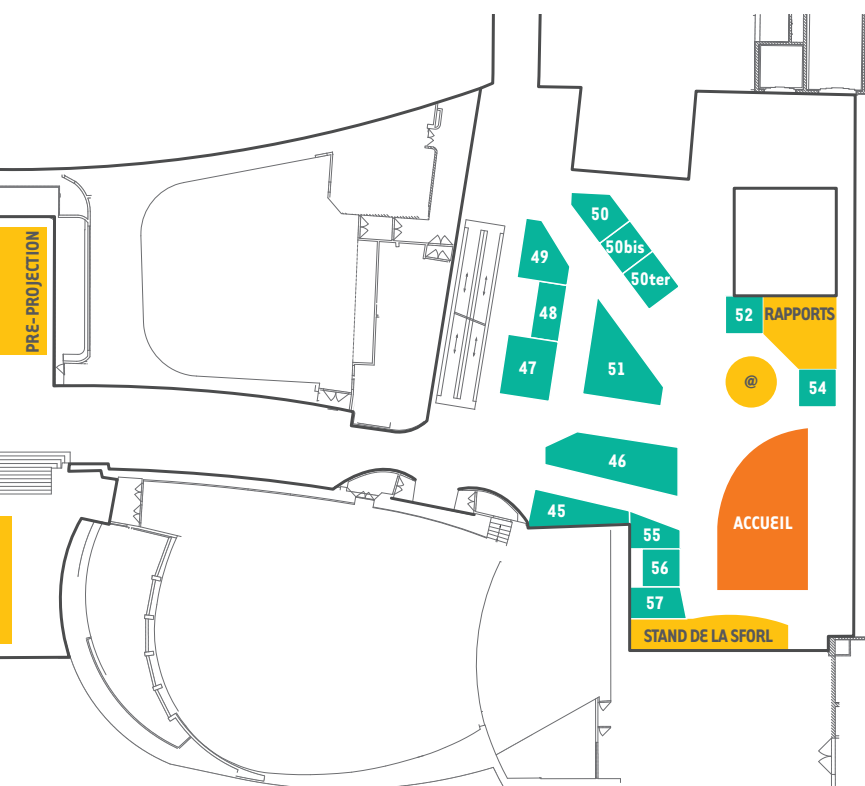 50
50bis
50ter
49
48
47
51
52
RAPPORTS
@
54
PRE-PROJECTION
46
45
55
56
57
ACCUEIL
STAND DE LA SFORL